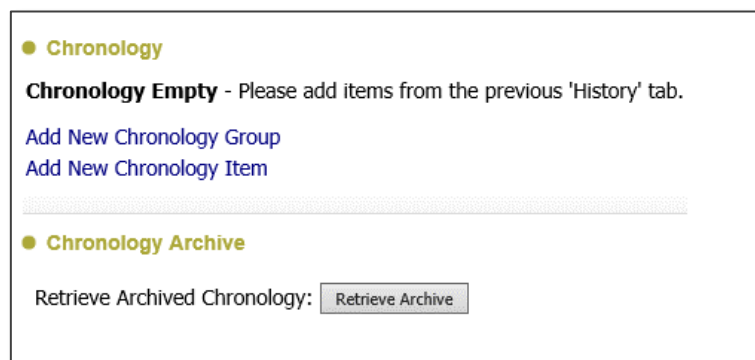 Chronology
Chronology Empty - Please add items from the previous 'History' tab.
Add New Chronology Group
Add New Chronology Item
Chronology Archive
Retrieve Archived Chronology: Retrieve Archive